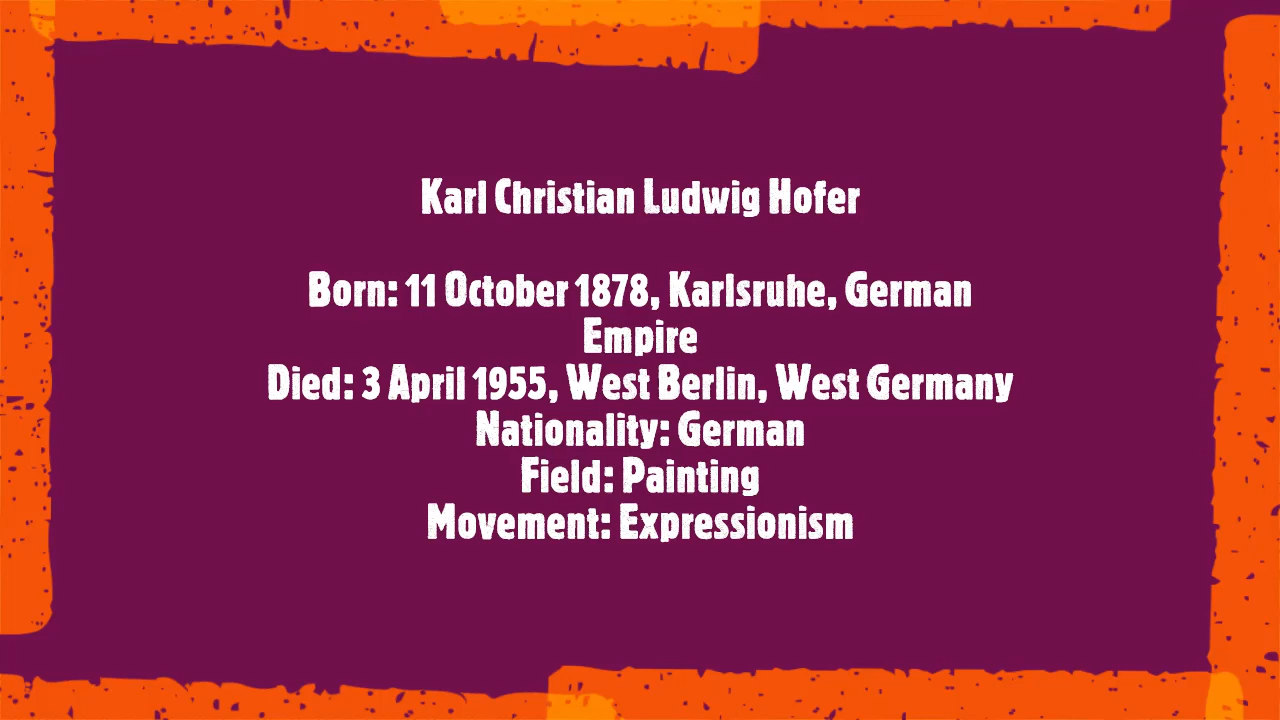 Karl Christian Ludwig Hofer
Born: 11 October 1878, Karlsruhe, German
Empire
Died: 3 April 1955, West Berlin, West Germany
Nationality: German
Field: Painting
Movement: Expressionism